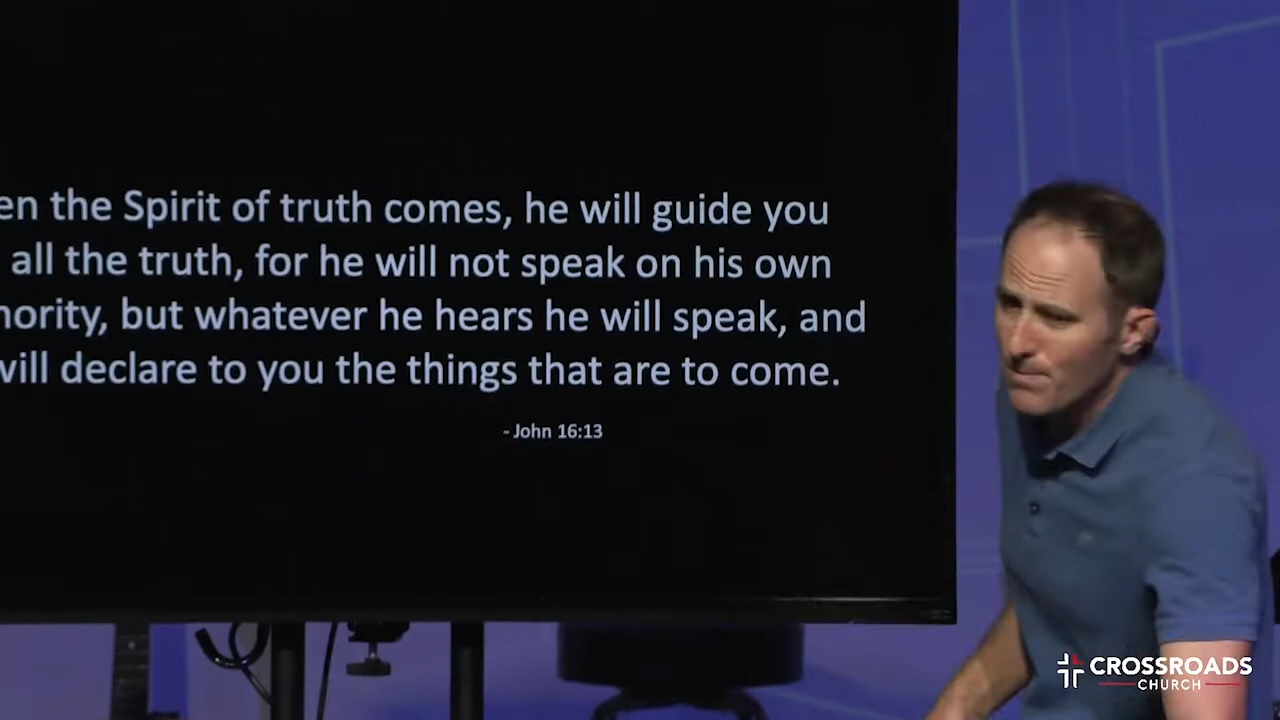 en the Spirit of truth comes, he will guide you
all the truth, for he will not speak on his own
hority, but whatever he hears he will speak, and
will declare to you the things that are to come.
- John 16:13
CROSSROADS
CHURCH